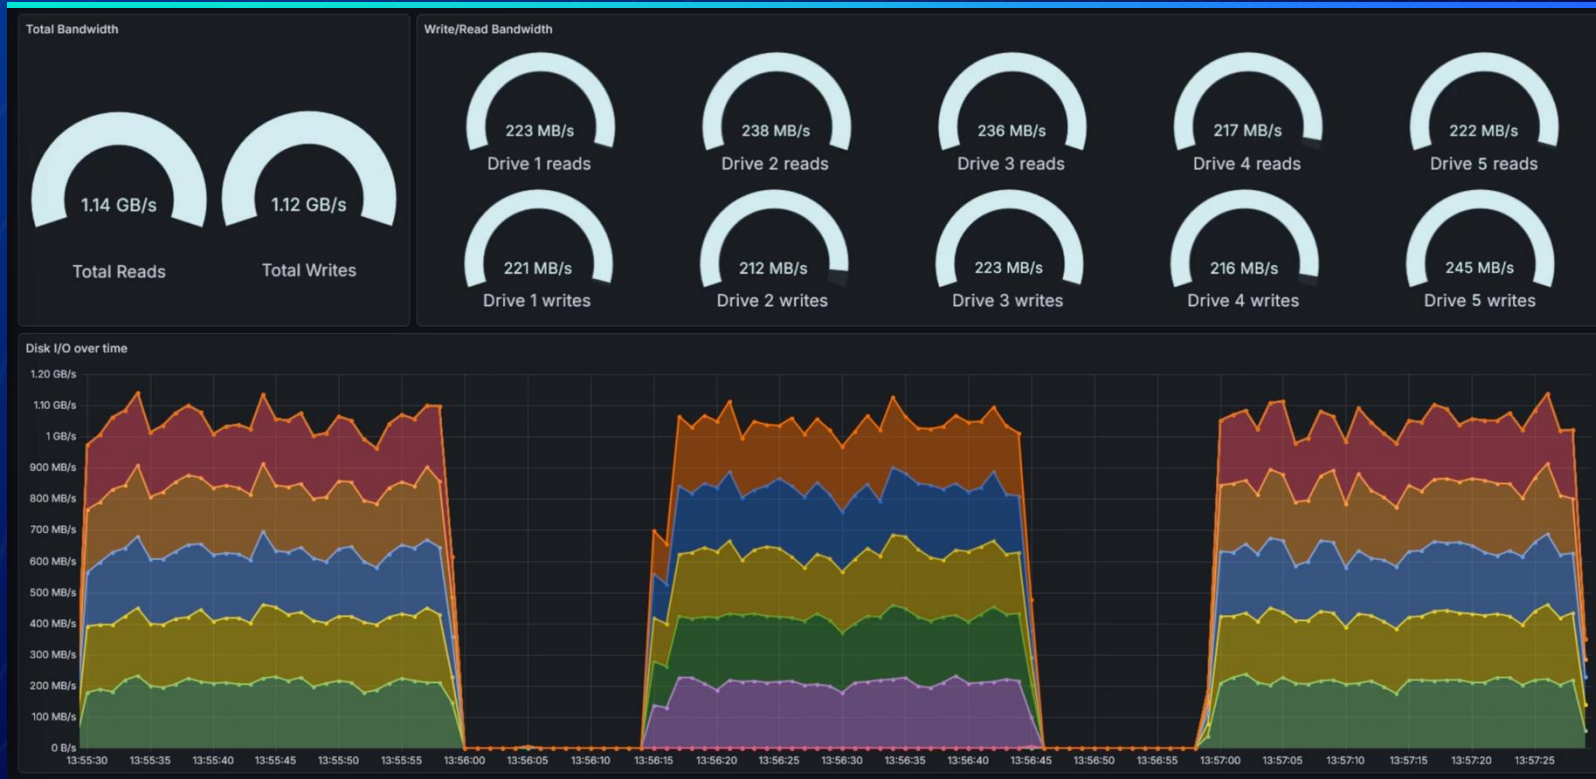 Total Bandwidth
Write/Read Bandwidth
1.14 GB/s
1.12 GB/s
Total Reads
Total Writes
223 MB/s
238 MB/s
236 MB/s
217 MB/s
222 MB/s
Drive 1 reads
Drive 2 reads
Drive 3 reads
Drive 4 reads
Drive 5 reads
221 MB/s
212 MB/s
223 MB/s
216 MB/s
245 MB/s
Drive 1 writes
Drive 2 writes
Drive 3 writes
Drive 4 writes
Drive 5 writes
Disk I/O over time
1.20 GB/s
1.10 GB/s
1 GB/s
900 MB/s
800 MB/s
700 MB/s
600 MB/s
500 MB/s
400 MB/s
300 MB/s
200 MB/s
100 MB/s
0 B/s
13:55:30
13:55:35
13:55:40
13:55:45
13:55:50
13:55:55
13:56:00
13:56:05
13:56:10
13:56:15
13:56:20
13:56:25
13:56:30
13:56:35
13:56:40
13:56:45
13:56:50
13:56:55
13:57:00
13:57:05
13:57:10
13:57:15
13:57:20
13:57:25